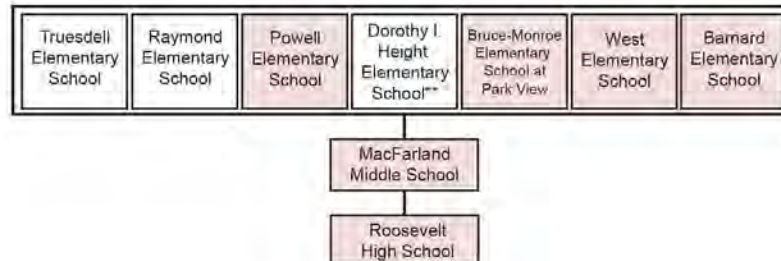 Truesdell
Elementary
School
Raymond
Elementary
School
Powell
Elementary
School
Dorothy I.
Height
Elementary
School**
Bruce-Monroe
Elementary
School at
Park View
West
Elementary
School
Barnard
Elementary
School
MacFarland
Middle School
Roosevelt
High School